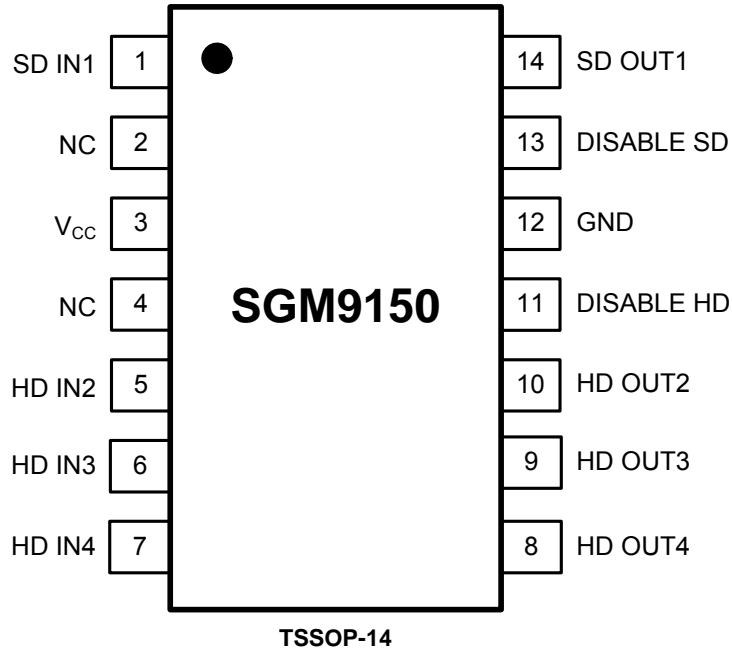 SD IN1 1 14 SD OUT1
NC 2 13 DISABLE SD
VCC 3 12 GND
NC 4 SGM9150 11 DISABLE HD
HD IN2 5 10 HD OUT2
HD IN3 6 9 HD OUT3
HD IN4 7 8 HD OUT4
TSSOP-14